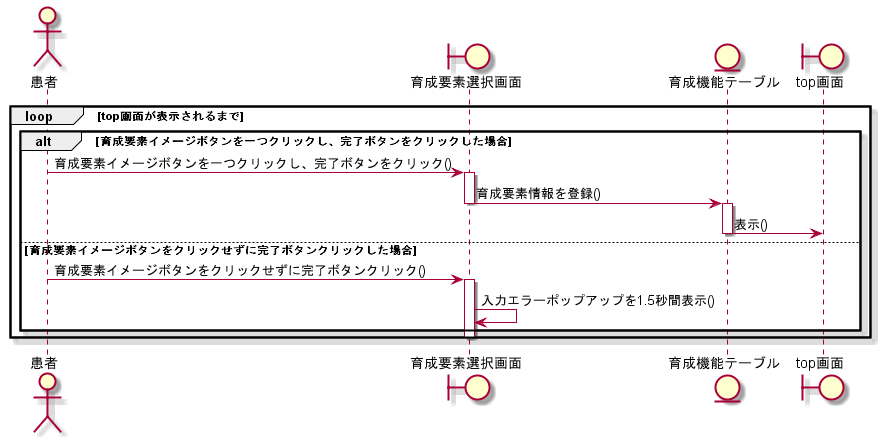 患者
育成要素選択画面
育成機能テーブル
top画面
loop
[top画面が表示されるまで]
alt
[育成要素イメージボタンを一つクリックし、完了ボタンをクリックした場合]
育成要素イメージボタンを一つクリックし、完了ボタンをクリック()
育成要素情報を登録()
表示()
[育成要素イメージボタンをクリックせずに完了ボタンクリックした場合]
育成要素イメージボタンをクリックせずに完了ボタンクリック()
入力エラーポップアップを1.5秒間表示()
患者
育成要素選択画面
育成機能テーブル
top画面